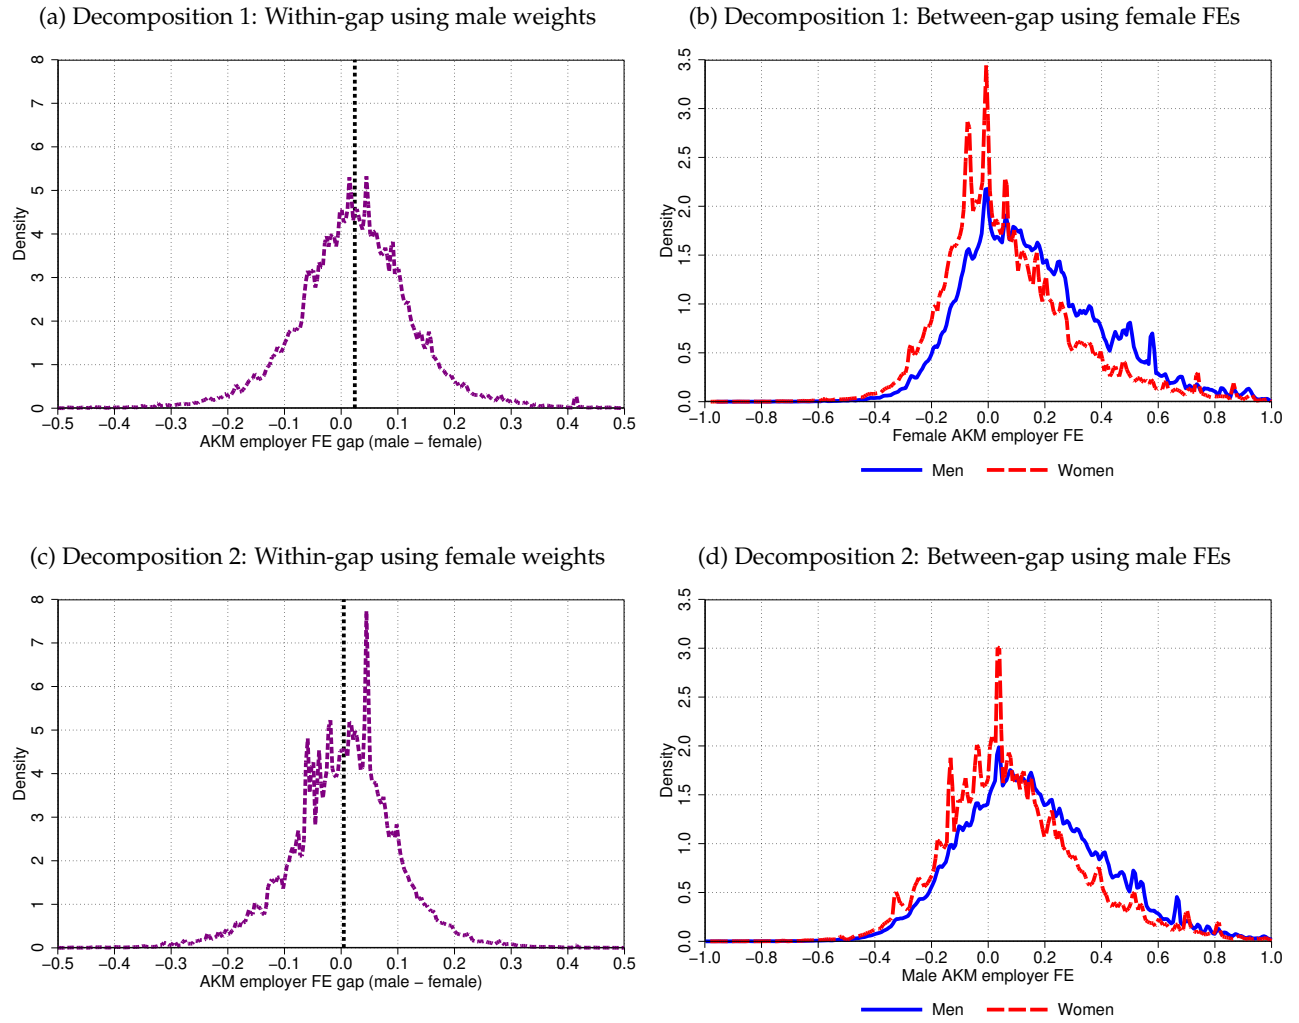 (a) Decomposition 1: Within-gap using male weights
8
7
6
5
4
3
2
1
0
Density
−0.5 −0.4 −0.3 −0.2 −0.1 0.0 0.1 0.2 0.3 0.4 0.5
AKM employer FE gap (male − female)
(b) Decomposition 1: Between-gap using female FEs
3.5
3.0
2.5
2.0
1.5
1.0
0.5
0.0
Density
−1.0 −0.8 −0.6 −0.4 −0.2 0.0 0.2 0.4 0.6 0.8 1.0
Female AKM employer FE
Men Women
(c) Decomposition 2: Within-gap using female weights
8
7
6
5
4
3
2
1
0
Density
−0.5 −0.4 −0.3 −0.2 −0.1 0.0 0.1 0.2 0.3 0.4 0.5
AKM employer FE gap (male − female)
(d) Decomposition 2: Between-gap using male FEs
3.5
3.0
2.5
2.0
1.5
1.0
0.5
0.0
Density
−1.0 −0.8 −0.6 −0.4 −0.2 0.0 0.2 0.4 0.6 0.8 1.0
Male AKM employer FE
Men Women